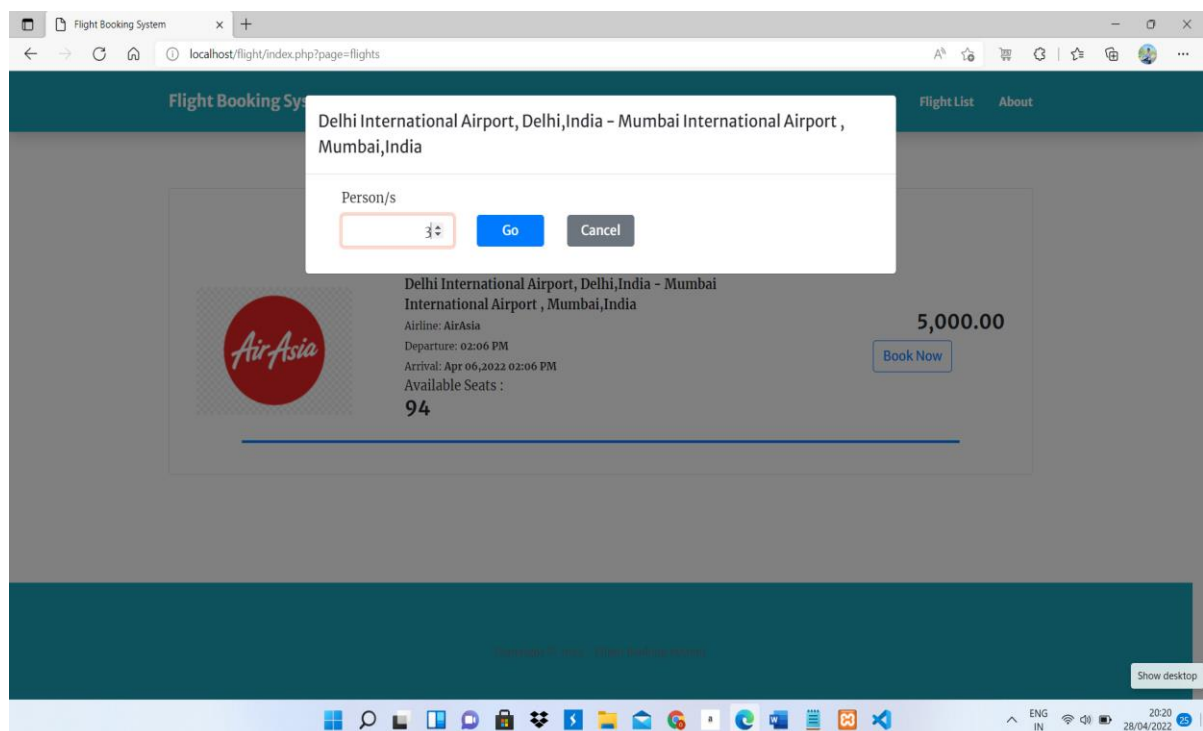 Flight Booking System
localhost/flight/index.php?page=flights
Flight Booking Sys
Flight List About
Delhi International Airport, Delhi,India - Mumbai International Airport ,
Mumbai,India
Person/s
3
Go Cancel
Delhi International Airport, Delhi,India - Mumbai
International Airport , Mumbai,India
Airline: AirAsia
Departure: 02:06 PM
Arrival: Apr 06,2022 02:06 PM
Available Seats :
94
AirAsia
5,000.00
Book Now
Show desktop
ENG
IN
20:20
28/04/2022
25